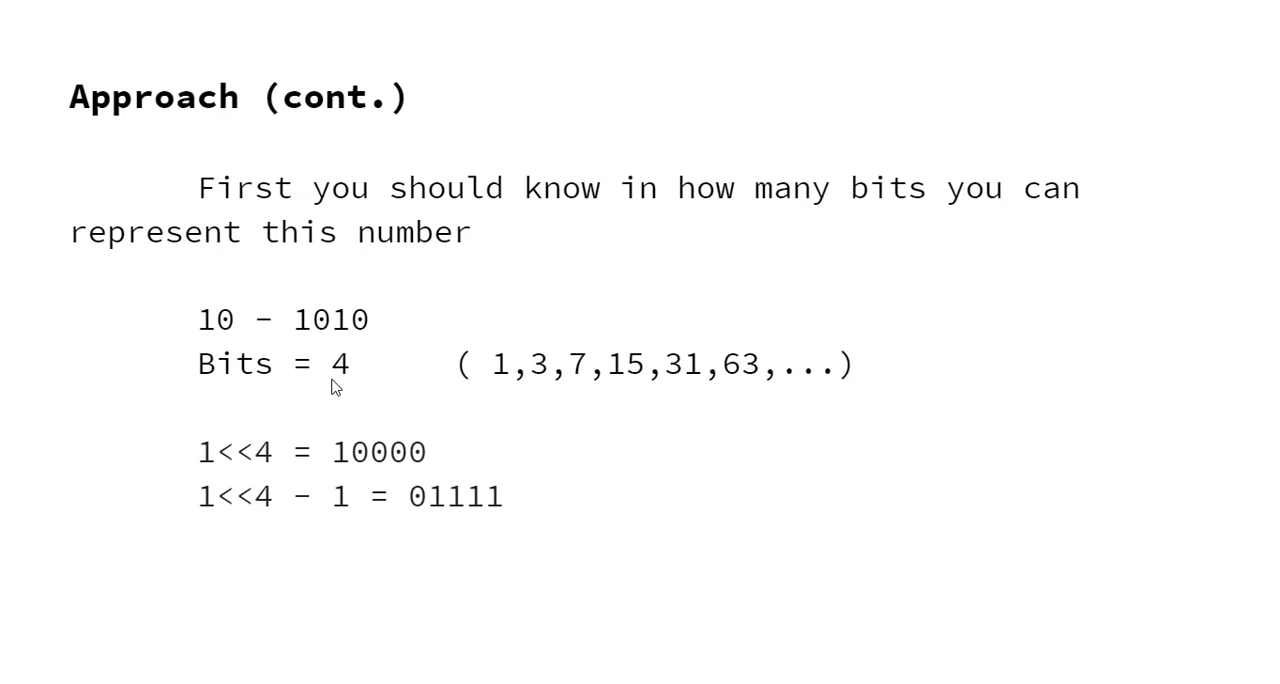 Approach (cont.)
First you should know in how many bits you can
represent this number
10 - 1010
Bits = 4 ( 1,3,7,15,31,63,...)
1<<4 = 10000
1<<4 - 1 = 01111